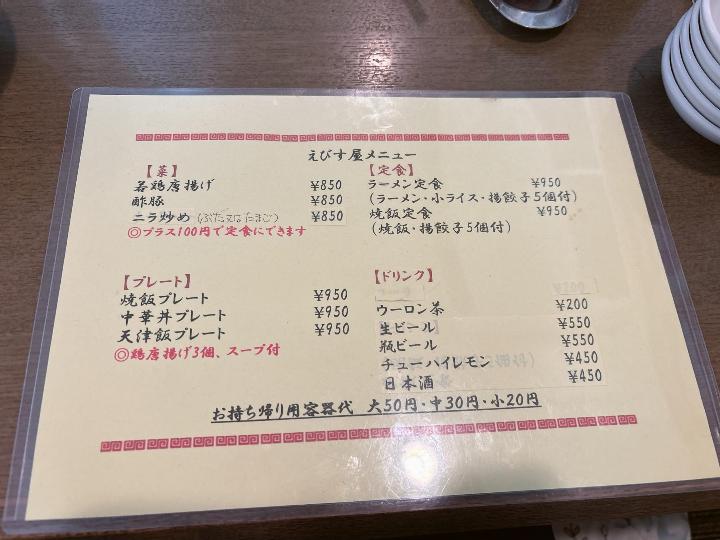 えびす屋メニュー
【菜】
若鶏唐揚げ ¥850
酢豚 ¥850
ニラ炒め(ぶた又はたまご) ¥850
◎プラス100円で定食にできます
【定食】
ラーメン定食 ¥950
(ラーメン・小ライス・揚餃子5個付)
焼飯定食 ¥950
(焼飯・揚餃子5個付)
【プレート】
焼飯プレート ¥950
中華丼プレート ¥950
天津飯プレート ¥950
◎鶏唐揚げ3個、スープ付
【ドリンク】
ウーロン茶 ¥200
生ビール ¥550
瓶ビール ¥550
チューハイレモン ¥450
日本酒 ¥450
お持ち帰り用容器代 大50円・中30円・小20円